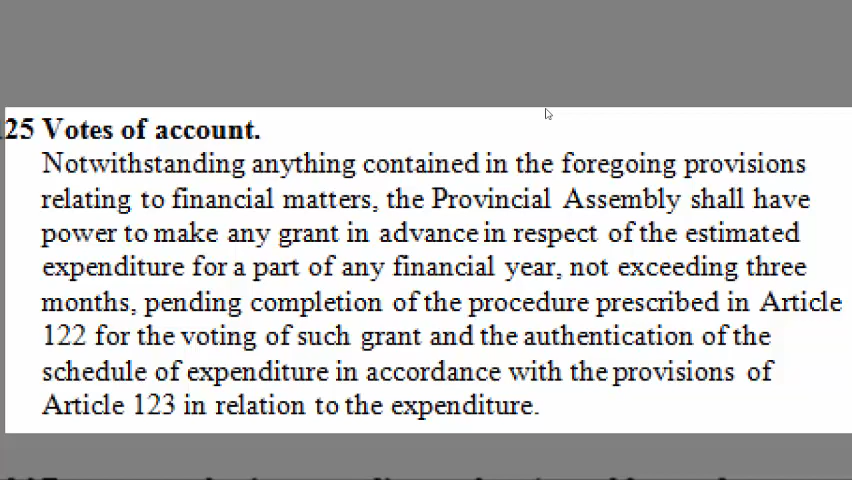 25 Votes of account.
Notwithstanding anything contained in the foregoing provisions
relating to financial matters, the Provincial Assembly shall have
power to make any grant in advance in respect of the estimated
expenditure for a part of any financial year, not exceeding three
months, pending completion of the procedure prescribed in Article
122 for the voting of such grant and the authentication of the
schedule of expenditure in accordance with the provisions of
Article 123 in relation to the expenditure.